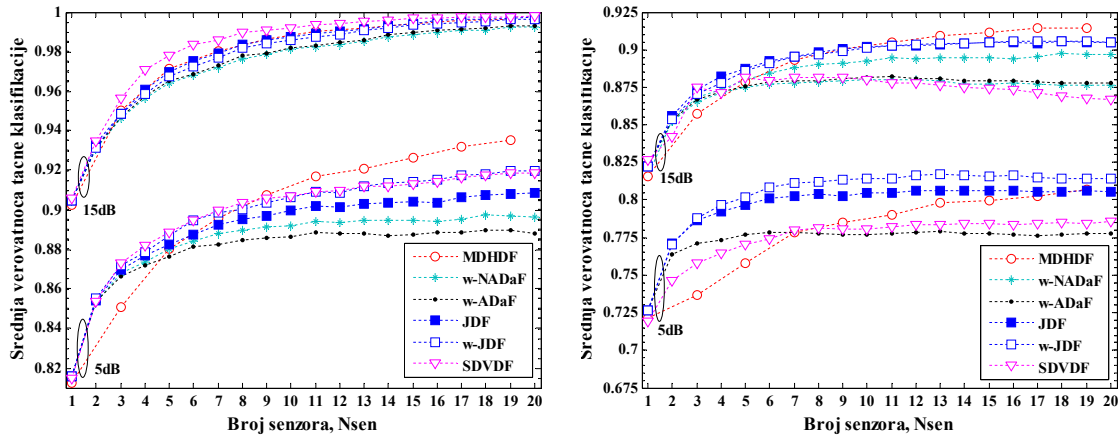 Srednja verovatnoca tacne klasifikacije
1
0.98
0.96
0.94
0.92
0.9
0.88
0.86
0.84
0.82
15dB
5dB
MDHDF
w-NADaF
w-ADaF
JDF
w-JDF
SDVDF
1 2 3 4 5 6 7 8 9 10 11 12 13 14 15 16 17 18 19 20
Broj senzora, Nsen
Srednja verovatnoca tacne klasifikacije
0.925
0.9
0.875
0.85
0.825
0.8
0.775
0.75
0.725
0.7
0.675
15dB
5dB
MDHDF
w-NADaF
w-ADaF
JDF
w-JDF
SDVDF
1 2 3 4 5 6 7 8 9 10 11 12 13 14 15 16 17 18 19 20
Broj senzora, Nsen